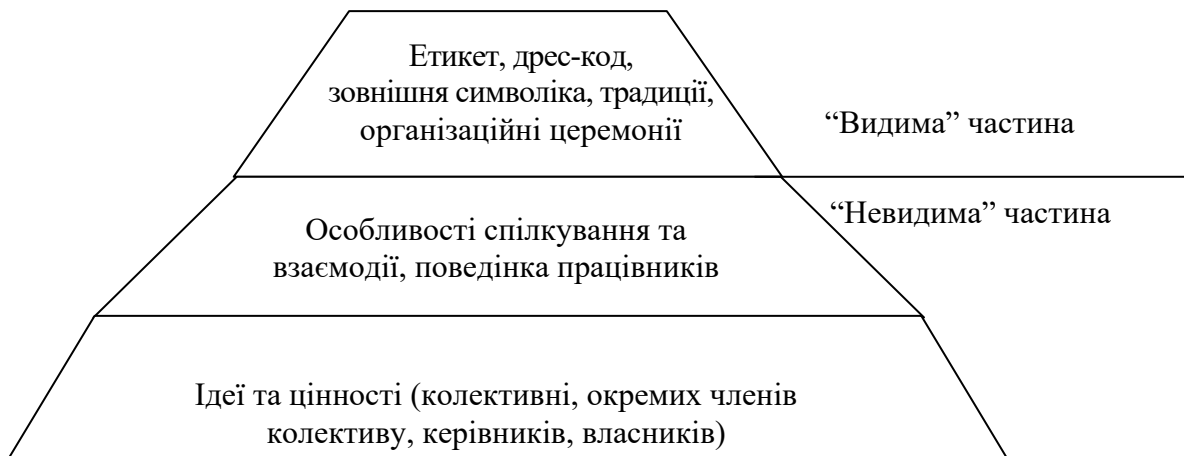 Етикет, дрес-код,
зовнішня символіка, традиції,
організаційні церемонії
“Видима” частина
“Невидима” частина
Особливості спілкування та
взаємодії, поведінка працівників
Ідеї та цінності (колективні, окремих членів
колективу, керівників, власників)